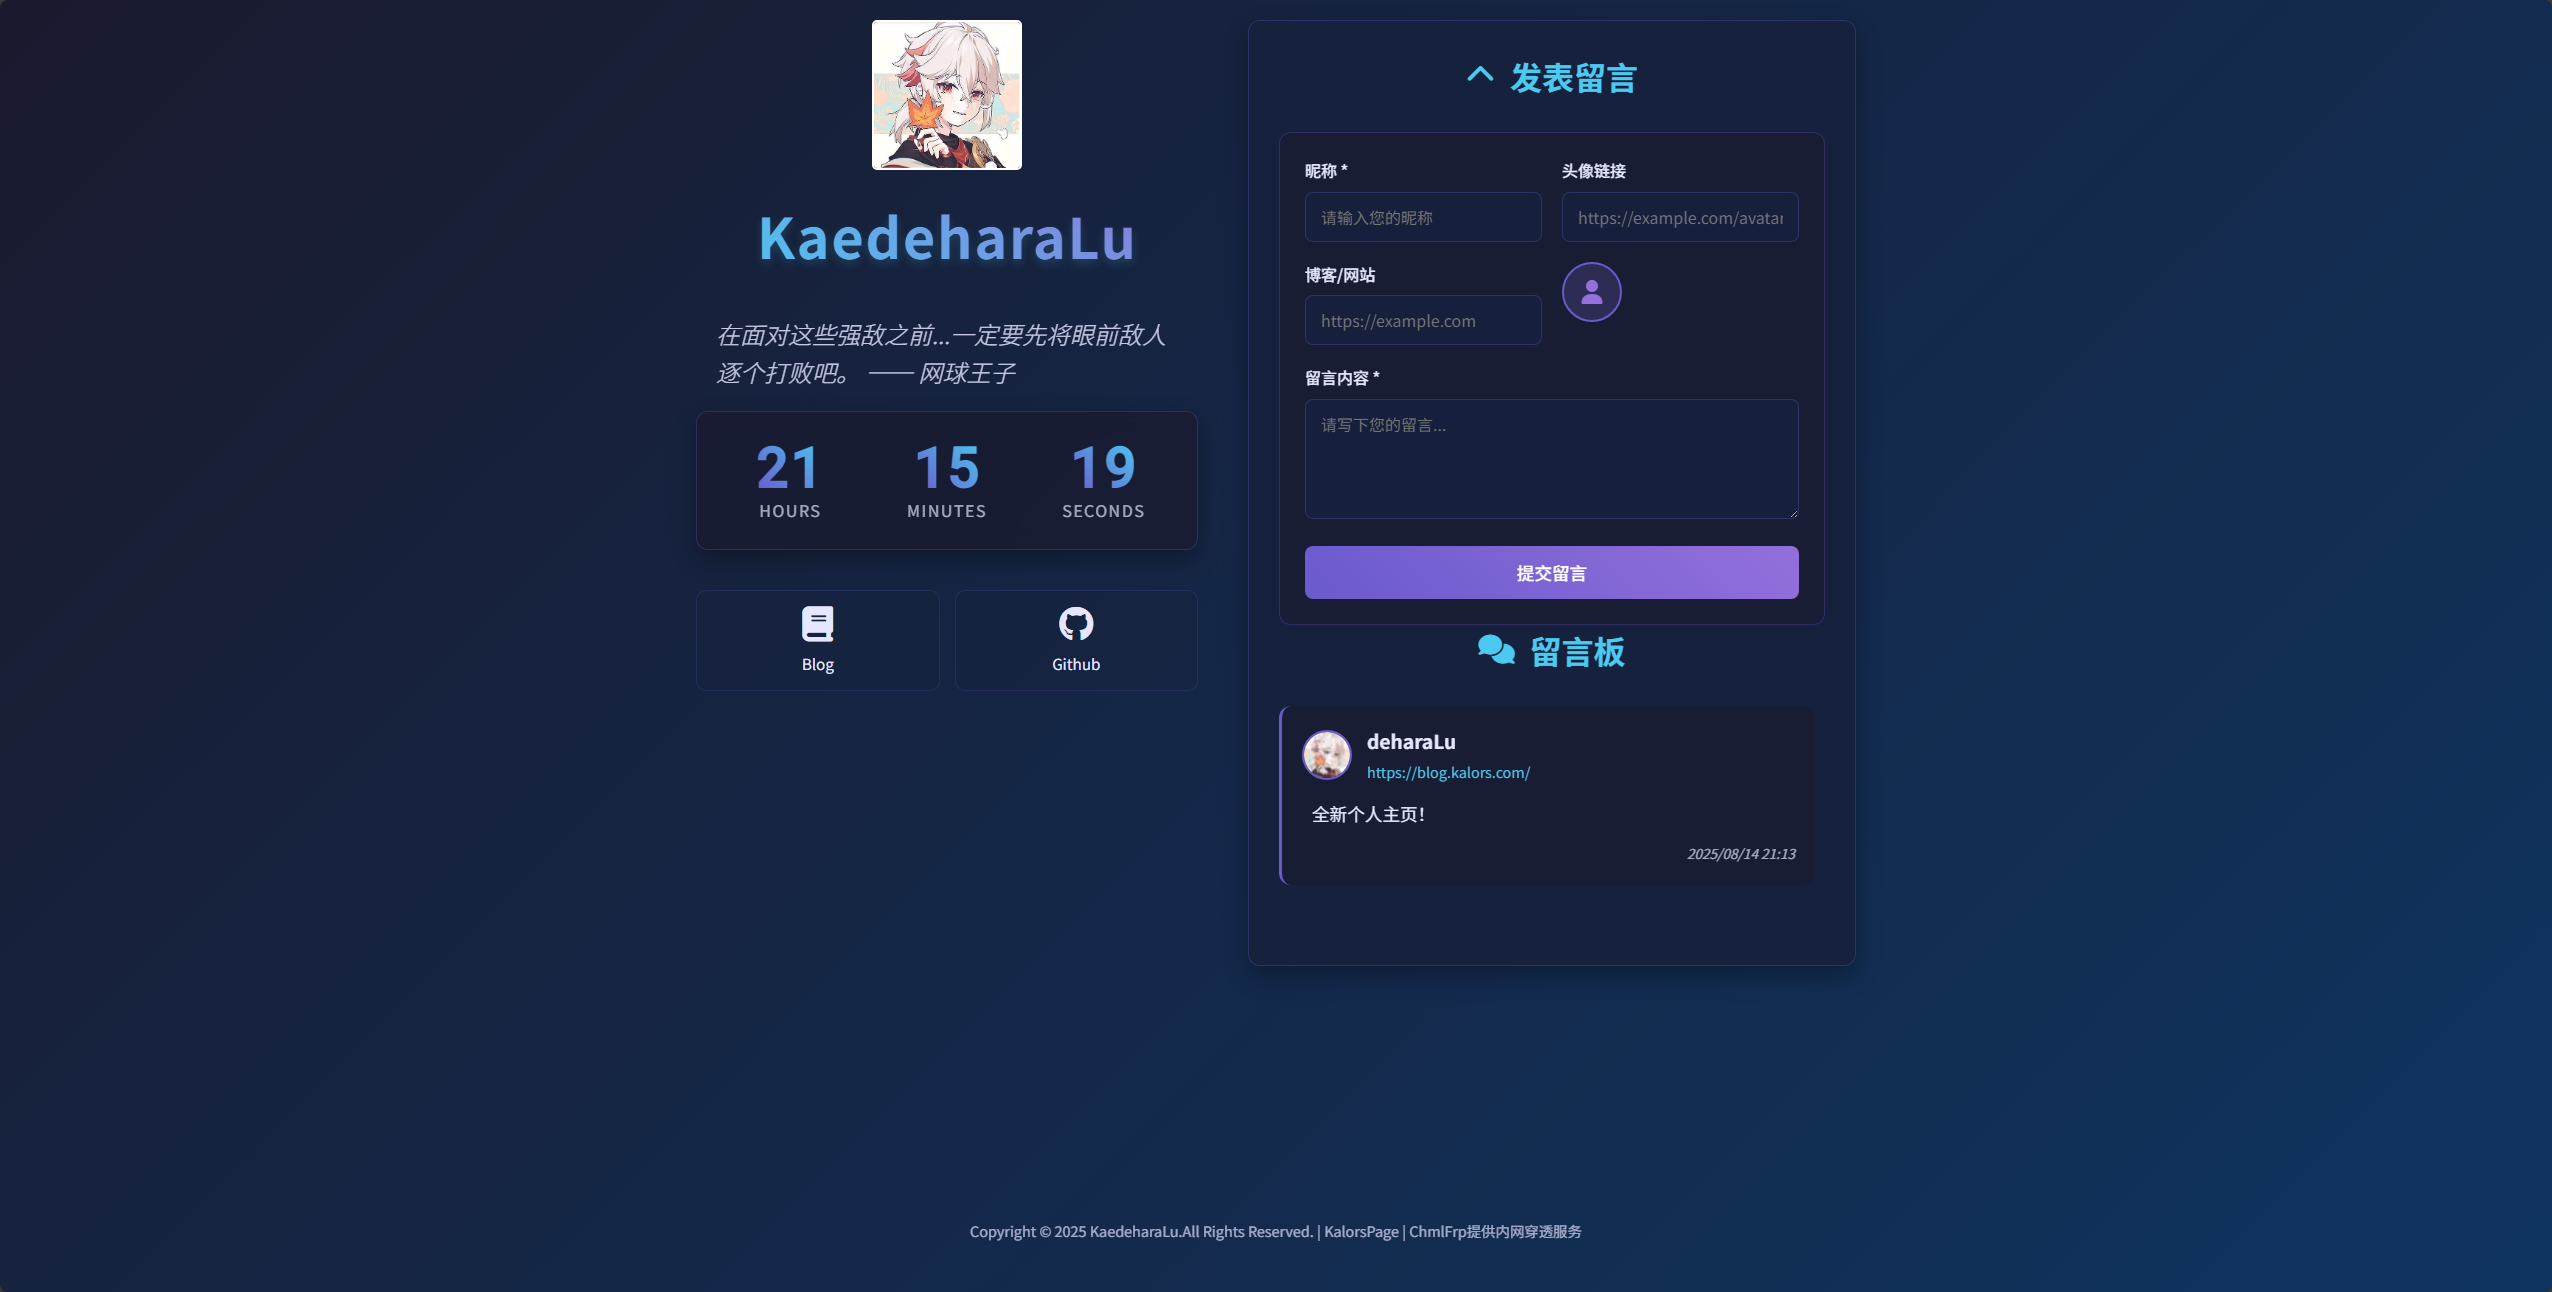 KaedeharaLu
在面对这些强敌之前...一定要先将眼前敌人
逐个打败吧。 —— 网球王子
21 15 19
HOURS MINUTES SECONDS
Blog Github
发表留言
昵称 * 头像链接
请输入您的昵称 https://example.com/avatar
博客/网站
https://example.com
留言内容 *
请写下您的留言...
提交留言
留言板
deharaLu
https://blog.kalors.com/
全新个人主页！
2025/08/14 21:13
Copyright © 2025 KaedeharaLu.All Rights Reserved. | KalorsPage | ChmlFrp提供内网穿透服务